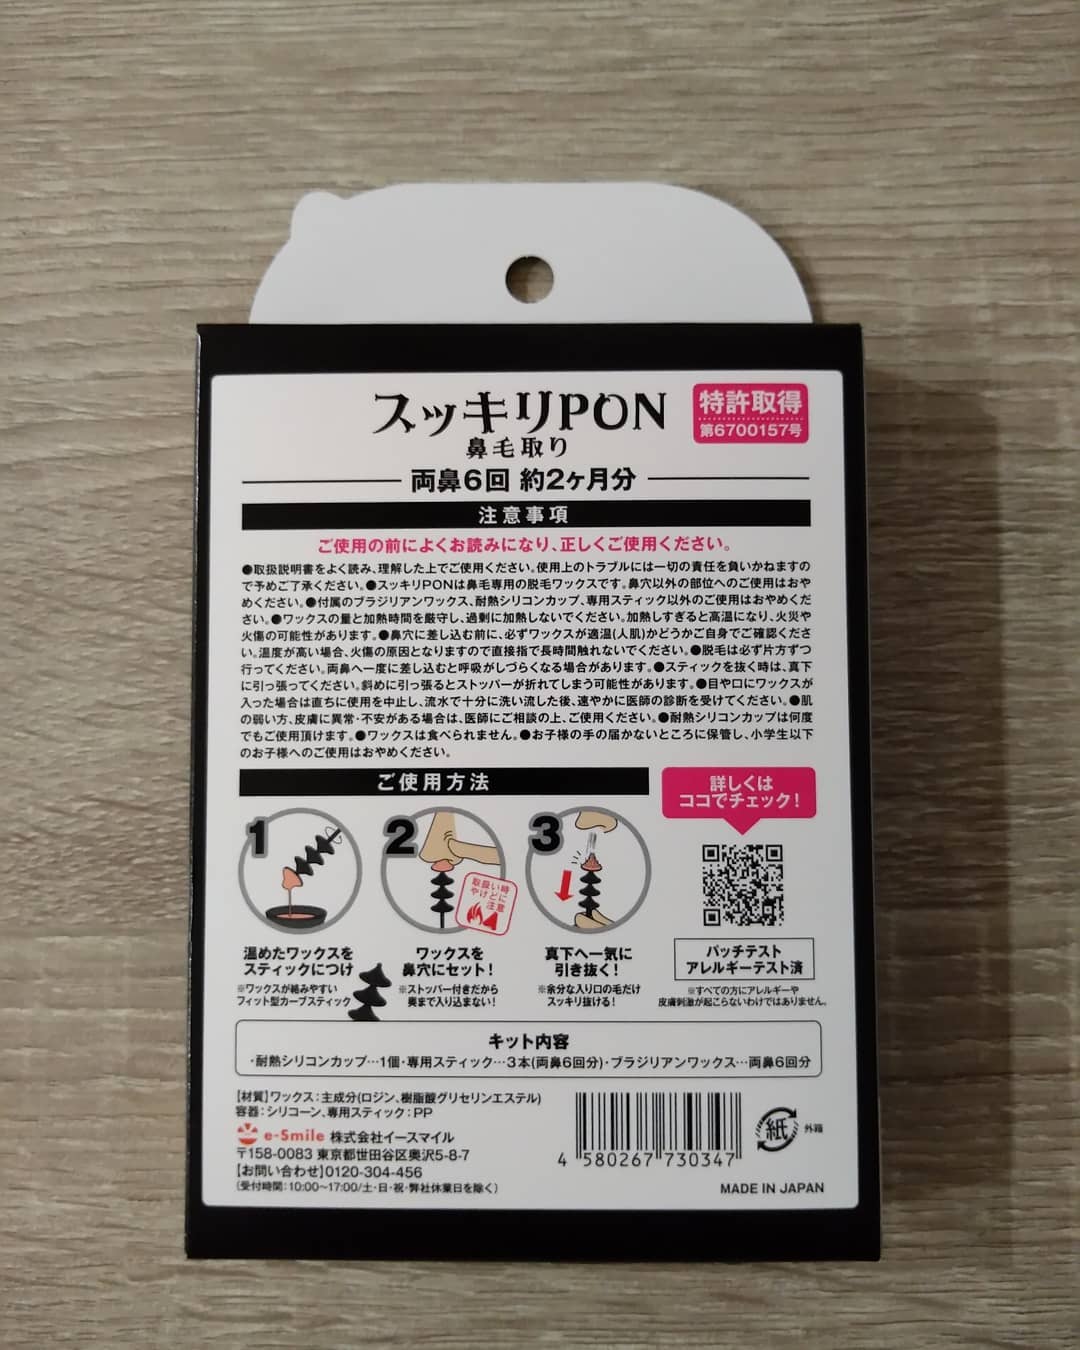 スッキリPON
鼻毛取り
特許取得
第6700157号
両鼻6回 約2ヶ月分
注意事項
ご使用の前によくお読みになり、正しくご使用ください。
●取扱説明書をよく読み、理解した上でご使用ください。使用上のトラブルには一切の責任を負いかねますの
で予めご了承ください。●スッキリPONは鼻毛専用の脱毛ワックスです。鼻穴以外の部位へのご使用はおや
めください。●付属のブラジリアンワックス、耐熱シリコンカップ、専用スティック以外のご使用はおやめくだ
さい。●ワックスの量と加熱時間を厳守し、過剰に加熱しないでください。加熱しすぎると高温になり、火災や
火傷の可能性があります。●鼻穴に差し込む前に、必ずワックスが適温(人肌)かどうかご自身でご確認くださ
い。温度が高い場合、火傷の原因となりますので直接指で長時間触れないでください。●脱毛は必ず片方ずつ
行ってください。両鼻へ一度に差し込むと呼吸がしづらくなる場合があります。●スティックを抜く時は、真下
に引っ張ってください。斜めに引っ張るとストッパーが折れてしまう可能性があります。●目や口にワックスが
入った場合は直ちに使用を中止し、流水で十分に洗い流した後、速やかに医師の診断を受けてください。●肌
の弱い方、皮膚に異常・不安がある場合は、医師にご相談の上、ご使用ください。●耐熱シリコンカップは何度
でもご使用頂けます。●ワックスは食べられません。●お子様の手の届かないところに保管し、小学生以下
のお子様へのご使用はおやめください。
ご使用方法
詳しくは
ココでチェック!
1
温めたワックスを
スティックにつけ
※ワックスが絡みやすい
フィット型カーブスティック
2
取扱い時
やけどに
注意
ワックスを
鼻穴にセット!
※ストッパー付きだから
奥まで入り込まない!
3
真下へ一気に
引き抜く!
※余分な入り口の毛だけ
スッキリ抜ける!
パッチテスト
アレルギーテスト済
※すべての方にアレルギーや
皮膚刺激が起こらないわけではありません。
キット内容
・耐熱シリコンカップ…1個・専用スティック…3本(両鼻6回分)・ブラジリアンワックス…両鼻6回分
【材質】ワックス:主成分(ロジン、樹脂酸グリセリンエステル)
容器:シリコーン、専用スティック:PP
e-Smile 株式会社イースマイル
〒158-0083 東京都世田谷区奥沢5-8-7
【お問い合わせ】0120-304-456
(受付時間:10:00〜17:00/土・日・祝・弊社休業日を除く)
4 580267 730347
紙 外箱
MADE IN JAPAN